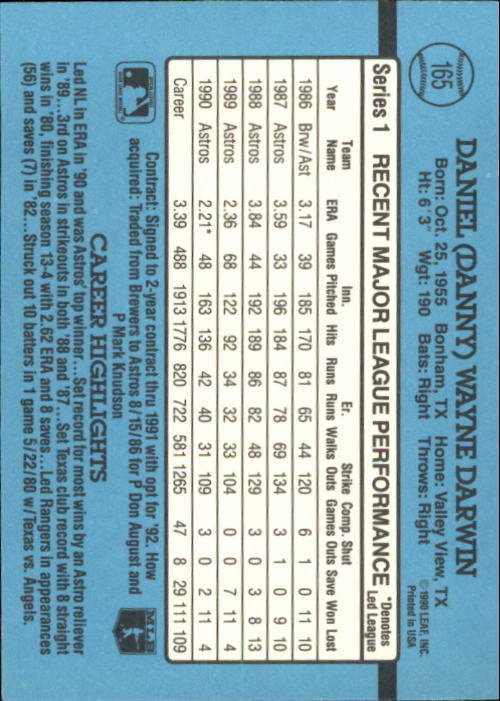 165
DANIEL (DANNY) WAYNE DARWIN
Born: Oct. 25, 1955 Bonham, TX Home: Valley View, TX
Ht: 6'3" Wgt: 190 Bats: Right Throws: Right
©1990 LEAF, INC.
Printed in USA
Series 1 RECENT MAJOR LEAGUE PERFORMANCE *Denotes Led League
Year Team Name ERA Games Inn. Pitched Hits Runs Er. Runs Walks Strike Outs Comp. Games Shut Outs Save Won Lost
1986 Brw/Ast 3.17 39 185 170 81 65 44 120 6 1 0 11 10
1987 Astros 3.59 33 196 184 87 78 69 134 3 1 0 9 10
1988 Astros 3.84 44 192 189 86 82 48 129 3 0 3 8 13
1989 Astros 2.36 68 122 92 34 32 33 104 0 0 7 11 4
1990 Astros 2.21* 48 163 136 42 40 31 109 3 0 2 11 4
Career 3.39 488 1913 1776 820 722 581 1265 47 8 29 111 109
Contract: Signed to 2-year contract thru 1991 with opt for '92. How
acquired: Traded from Brewers to Astros 8/15/86 for P Don August and
P Mark Knudson
MLB
CAREER HIGHLIGHTS
Led NL in ERA in '90 and was Astros' top winner...Set record for most wins by an Astro reliever
in '89...3rd on Astros in strikeouts in both '88 and '87...Set Texas club record with 8 straight
wins in '80, finishing season 13-4 with 2.62 ERA and 8 saves...Led Rangers in appearances
(56) and saves (7) in '82...Struck out 10 batters in 1 game 5/22/80 w/Texas vs. Angels.